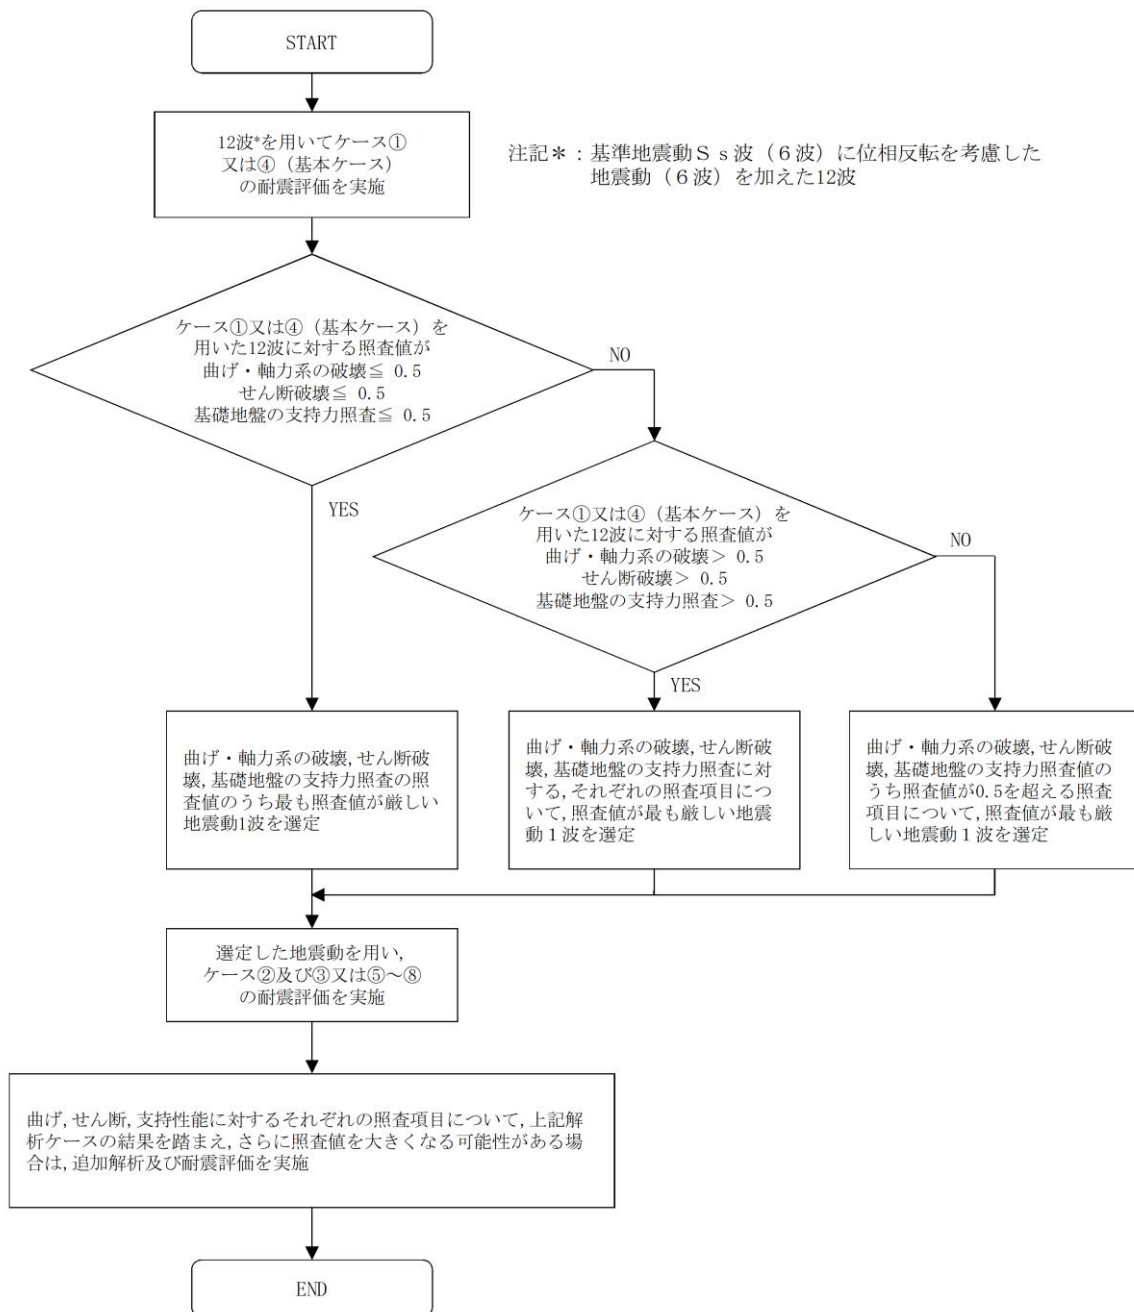 START
12波*を用いてケース①
又は④（基本ケース）
の耐震評価を実施
注記＊：基準地震動Ｓｓ波（６波）に位相反転を考慮した
地震動（６波）を加えた12波
ケース①又は④（基本ケース）を
用いた12波に対する照査値が
曲げ・軸力系の破壊≦ 0.5
せん断破壊≦ 0.5
基礎地盤の支持力照査≦ 0.5
NO
YES
ケース①又は④（基本ケース）を
用いた12波に対する照査値が
曲げ・軸力系の破壊＞ 0.5
せん断破壊＞ 0.5
基礎地盤の支持力照査＞ 0.5
NO
YES
曲げ・軸力系の破壊,せん断破
壊,基礎地盤の支持力照査の照
査値のうち最も照査値が厳しい
地震動1波を選定
曲げ・軸力系の破壊,せん断破
壊,基礎地盤の支持力照査に対
する,それぞれの照査項目につ
いて,照査値が最も厳しい地震
動１波を選定
曲げ・軸力系の破壊,せん断破
壊,基礎地盤の支持力照査値の
うち照査値が0.5を超える照査
項目について,照査値が最も厳
しい地震動１波を選定
選定した地震動を用い,
ケース②及び③又は⑤～⑧
の耐震評価を実施
曲げ,せん断,支持性能に対するそれぞれの照査項目について,上記解
析ケースの結果を踏まえ,さらに照査値を大きくなる可能性がある場
合は,追加解析及び耐震評価を実施
END